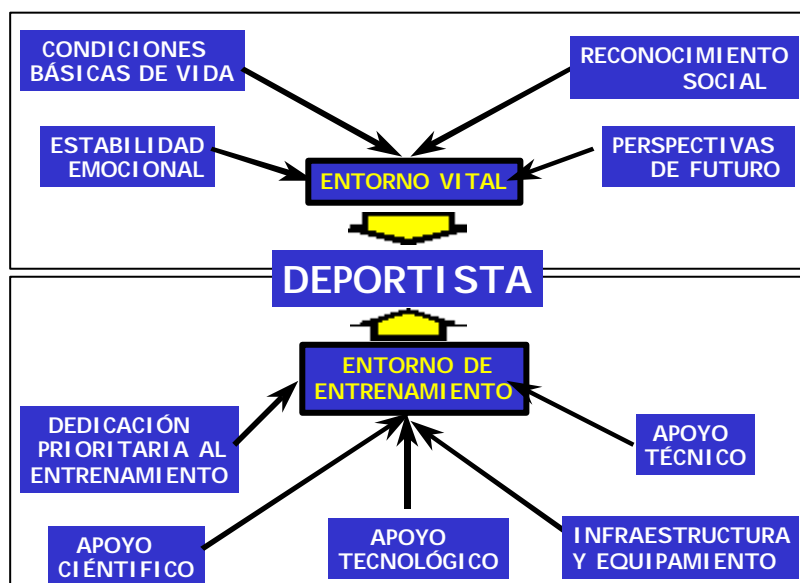 CONDICIONES
BÁSICAS DE VIDA
RECONOCIMIENTO
SOCIAL
ESTABILIDAD
EMOCIONAL
PERSPECTIVAS
DE FUTURO
ENTORNO VITAL
DEPORTISTA
ENTORNO DE
ENTRENAMIENTO
DEDICACIÓN
PRIORITARIA AL
ENTRENAMIENTO
APOYO
TÉCNICO
APOYO
CIÉNTIFICO
APOYO
TECNOLÓGICO
INFRAESTRUCTURA
Y EQUIPAMIENTO